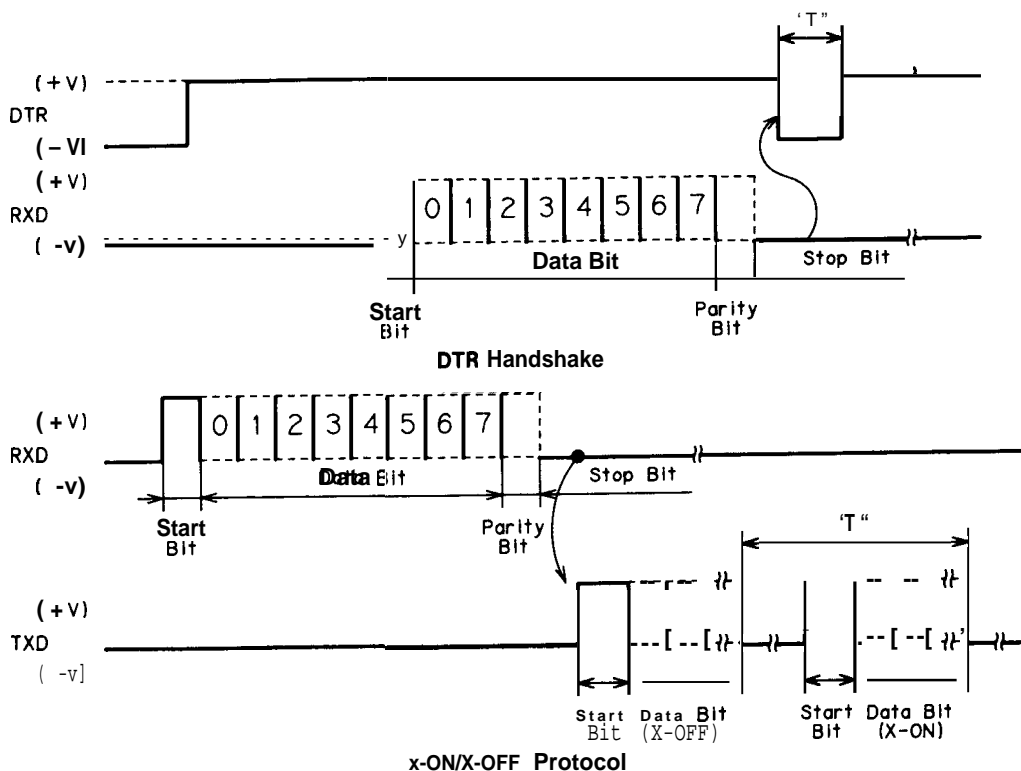 ‘T”
(+V)
DTR
(-VI
(+V)
RXD
( -v)
y
0 1 2 3 4 5 6 7
Data Bit
Stop Bit
Start
Bit
Parity
Bit
DTR Handshake
(+V)
RXD
( -v)
0 1 2 3 4 5 6 7
Data Bit
Stop Bit
Start
Bit
Parity
Bit
‘T“
(+V)
TXD
( -v]
Start
Bit
Data Bit
(X-OFF)
Start
Bit
Data Bit
(X-ON)
x-ON/X-OFF Protocol